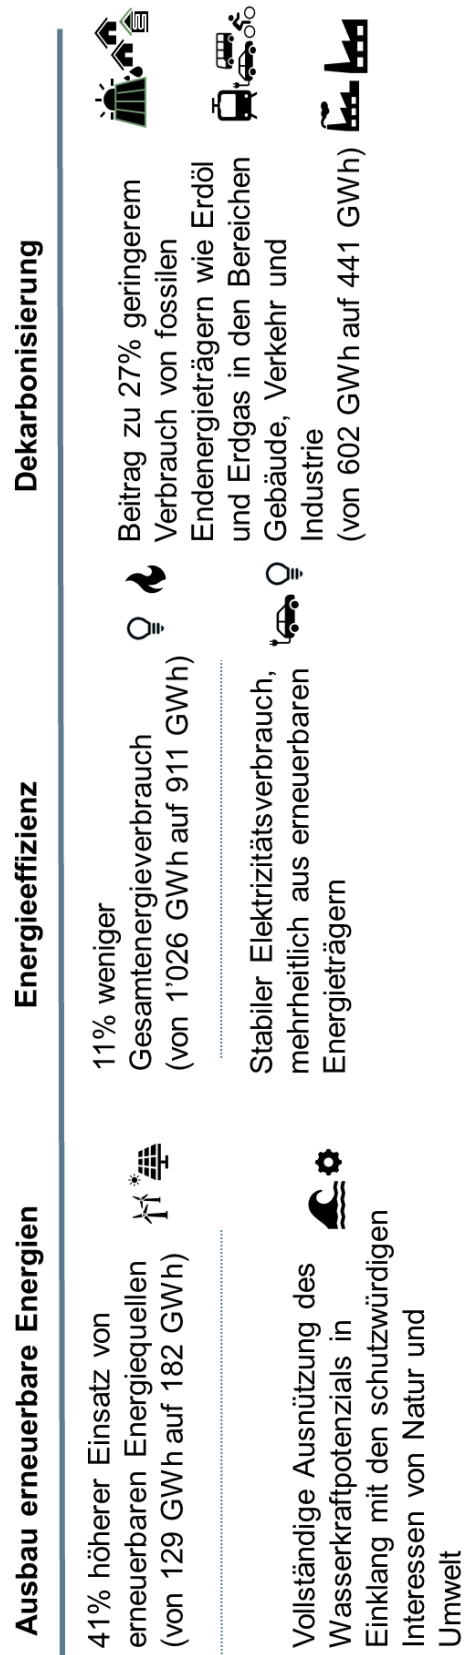 Ausbau erneuerbare Energien
41% höherer Einsatz von
erneuerbaren Energiequellen
(von 129 GWh auf 182 GWh)
Vollständige Ausnützung des
Wasserkraftpotenzials in
Einklang mit den schutzwürdigen
Interessen von Natur und
Umwelt
Energieeffizienz
11% weniger
Gesamtenergieverbrauch
(von 1'026 GWh auf 911 GWh)
Stabiler Elektrizitätsverbrauch,
mehrheitlich aus erneuerbaren
Energieträgern
Dekarbonisierung
Beitrag zu 27% geringerem
Verbrauch von fossilen
Endenergieträgern wie Erdöl
und Erdgas in den Bereichen
Gebäude, Verkehr und
Industrie
(von 602 GWh auf 441 GWh)